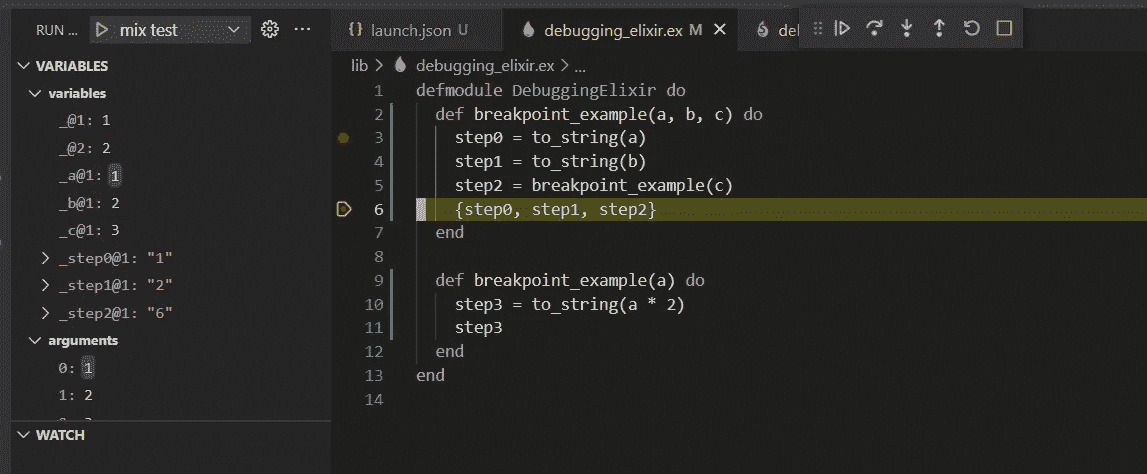 RUN ... mix test ...
VARIABLES
variables
_@1: 1
_@2: 2
_a@1: 1
_b@1: 2
_c@1: 3
_step0@1: "1"
_step1@1: "2"
_step2@1: "6"
arguments
0: 1
1: 2
WATCH
{} launch.json U debugging_elixir.ex M
lib > debugging_elixir.ex > ...
1 defmodule DebuggingElixir do
2 def breakpoint_example(a, b, c) do
3 step0 = to_string(a)
4 step1 = to_string(b)
5 step2 = breakpoint_example(c)
6 {step0, step1, step2}
7 end
8
9 def breakpoint_example(a) do
10 step3 = to_string(a * 2)
11 step3
12 end
13 end
14